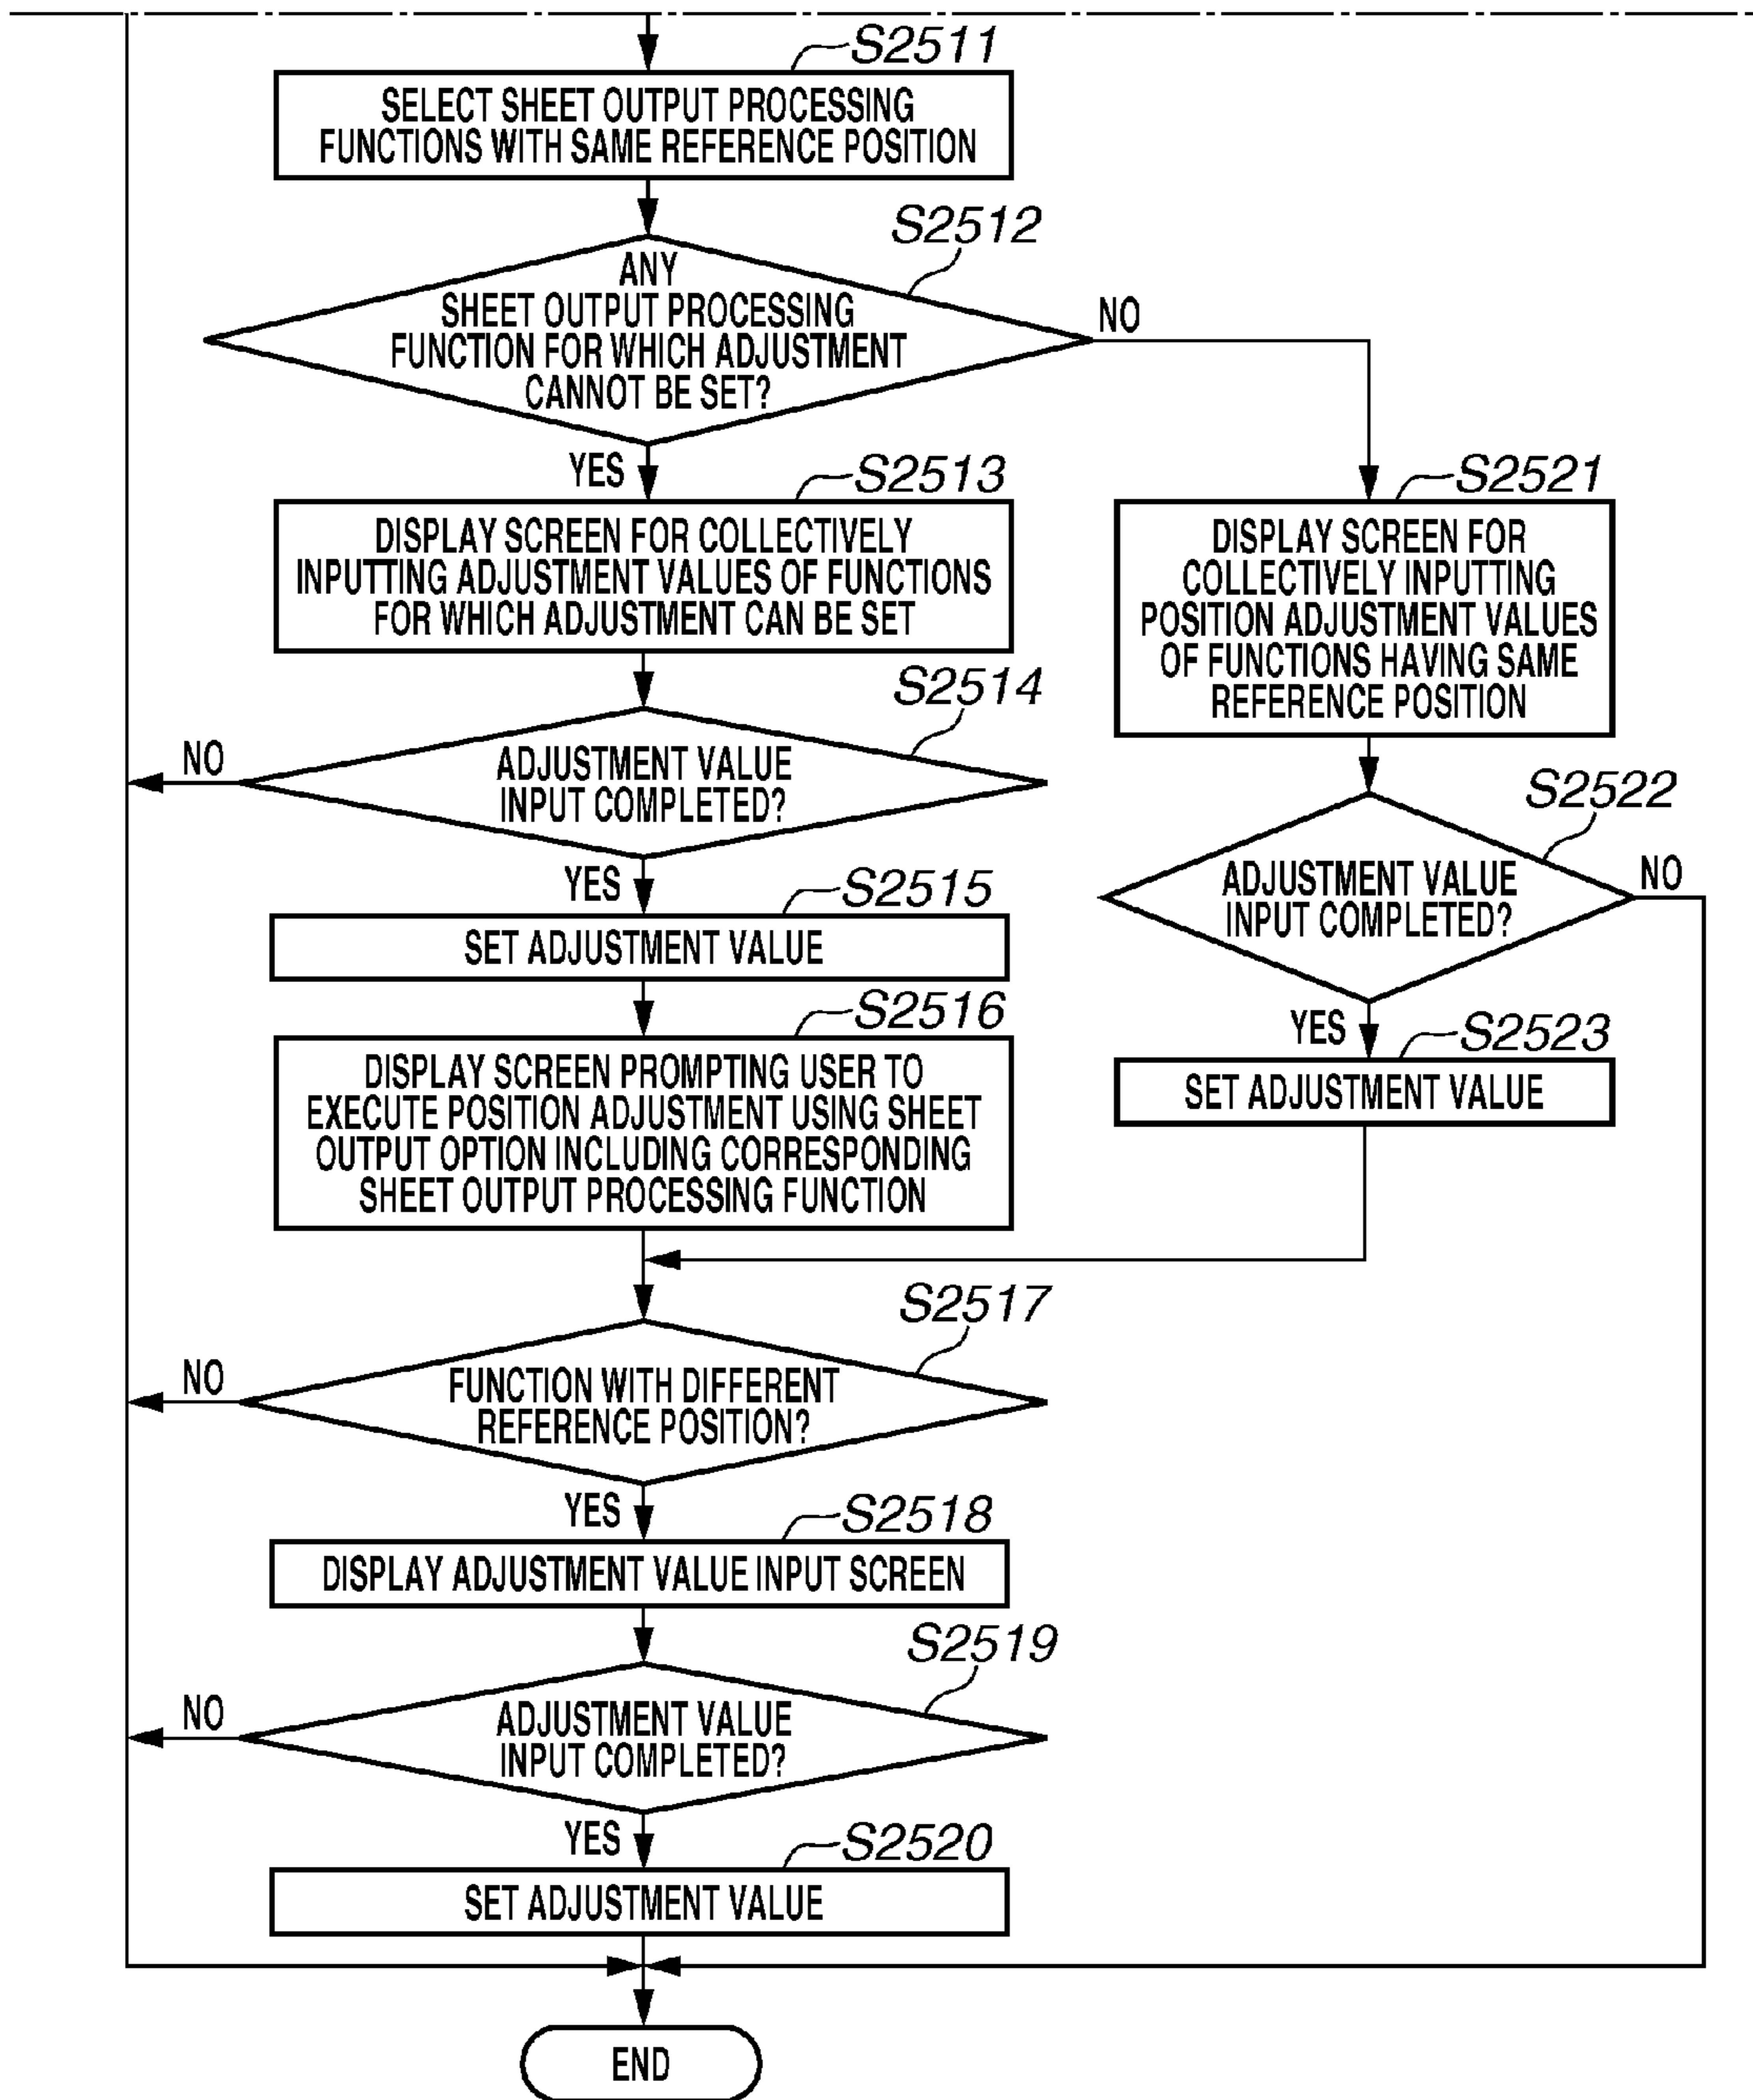 S2511
SELECT SHEET OUTPUT PROCESSING
FUNCTIONS WITH SAME REFERENCE POSITION
S2512
ANY
SHEET OUTPUT PROCESSING
FUNCTION FOR WHICH ADJUSTMENT
CANNOT BE SET?
NO
YES
S2513
DISPLAY SCREEN FOR COLLECTIVELY
INPUTTING ADJUSTMENT VALUES OF FUNCTIONS
FOR WHICH ADJUSTMENT CAN BE SET
S2521
DISPLAY SCREEN FOR
COLLECTIVELY INPUTTING
POSITION ADJUSTMENT VALUES
OF FUNCTIONS HAVING SAME
REFERENCE POSITION
S2514
NO
ADJUSTMENT VALUE
INPUT COMPLETED?
YES
S2522
ADJUSTMENT VALUE
INPUT COMPLETED?
NO
YES
S2515
SET ADJUSTMENT VALUE
S2516
DISPLAY SCREEN PROMPTING USER TO
EXECUTE POSITION ADJUSTMENT USING SHEET
OUTPUT OPTION INCLUDING CORRESPONDING
SHEET OUTPUT PROCESSING FUNCTION
S2523
SET ADJUSTMENT VALUE
S2517
NO
FUNCTION WITH DIFFERENT
REFERENCE POSITION?
YES
S2518
DISPLAY ADJUSTMENT VALUE INPUT SCREEN
S2519
NO
ADJUSTMENT VALUE
INPUT COMPLETED?
YES
S2520
SET ADJUSTMENT VALUE
END